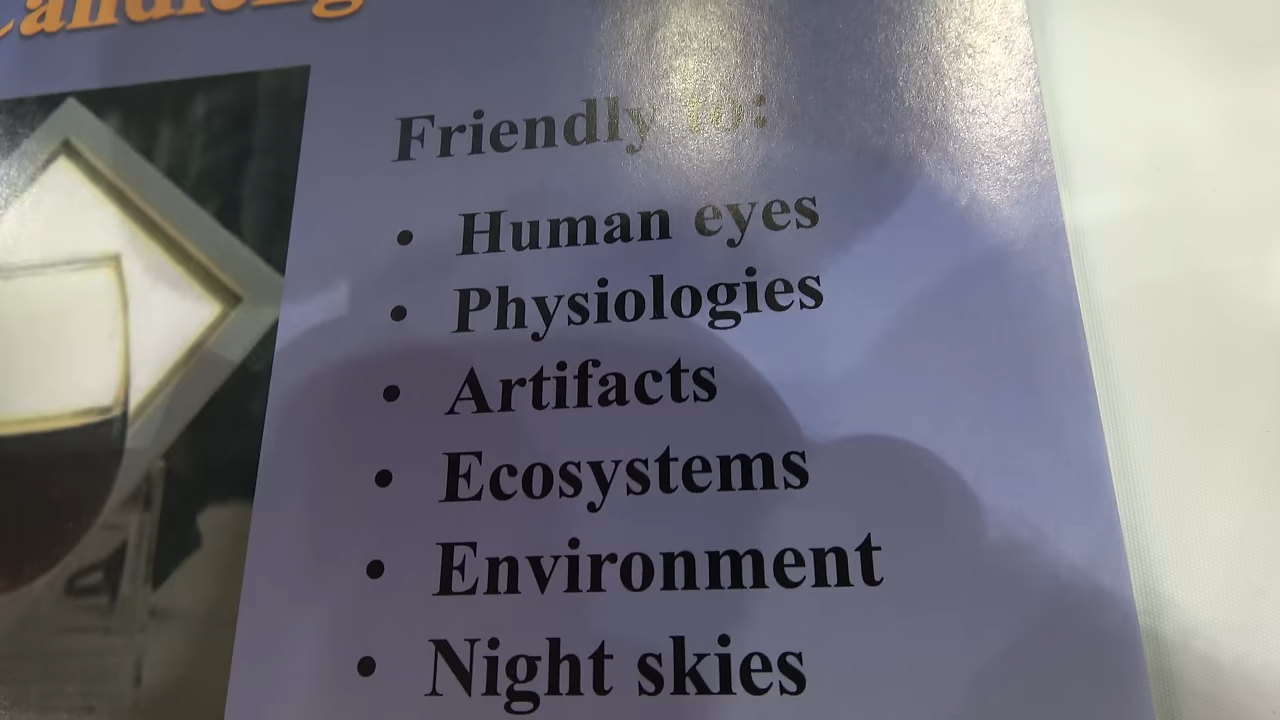 Friendly to:
• Human eyes
• Physiologies
• Artifacts
• Ecosystems
• Environment
• Night skies